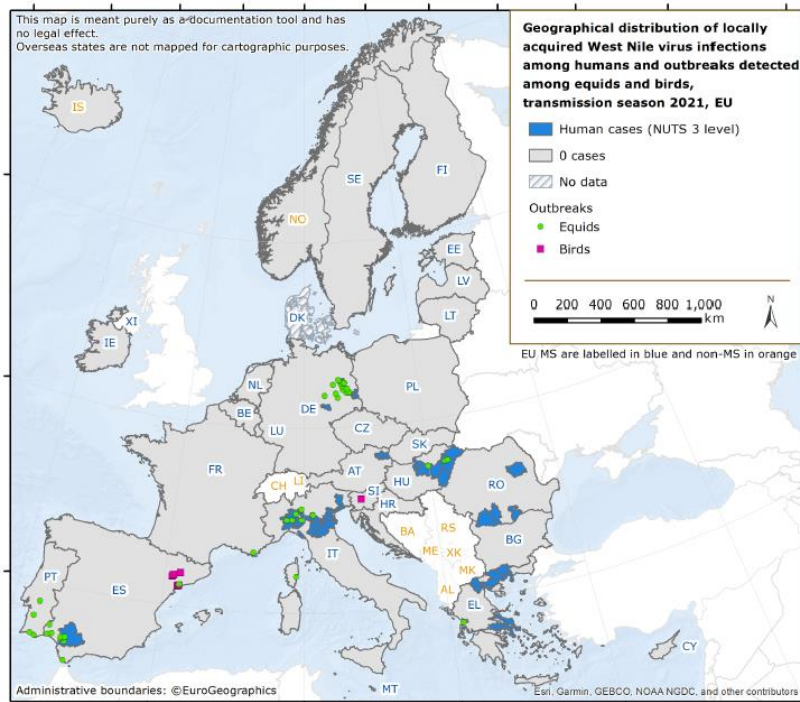 This map is meant purely as a documentation tool and has
no legal effect.
Overseas states are not mapped for cartographic purposes.
Geographical distribution of locally
acquired West Nile virus infections
among humans and outbreaks detected
among equids and birds,
transmission season 2021, EU
Human cases (NUTS 3 level)
0 cases
No data
Outbreaks
Equids
Birds
0 200 400 600 800 1,000
km
N
EU MS are labelled in blue and non-MS in orange
IS
FI
SE
NO
EE
LV
LT
DK
XI
IE
NL
PL
DE
BE
LU
CZ
SK
FR
AT
CH
LI
HU
RO
SI
HR
BA
RS
IT
BG
ME
XK
MK
AL
PT
ES
EL
CY
MT
Administrative boundaries: ©EuroGeographics
Esri, Garmin, GEBCO, NOAA NGDC, and other contributors